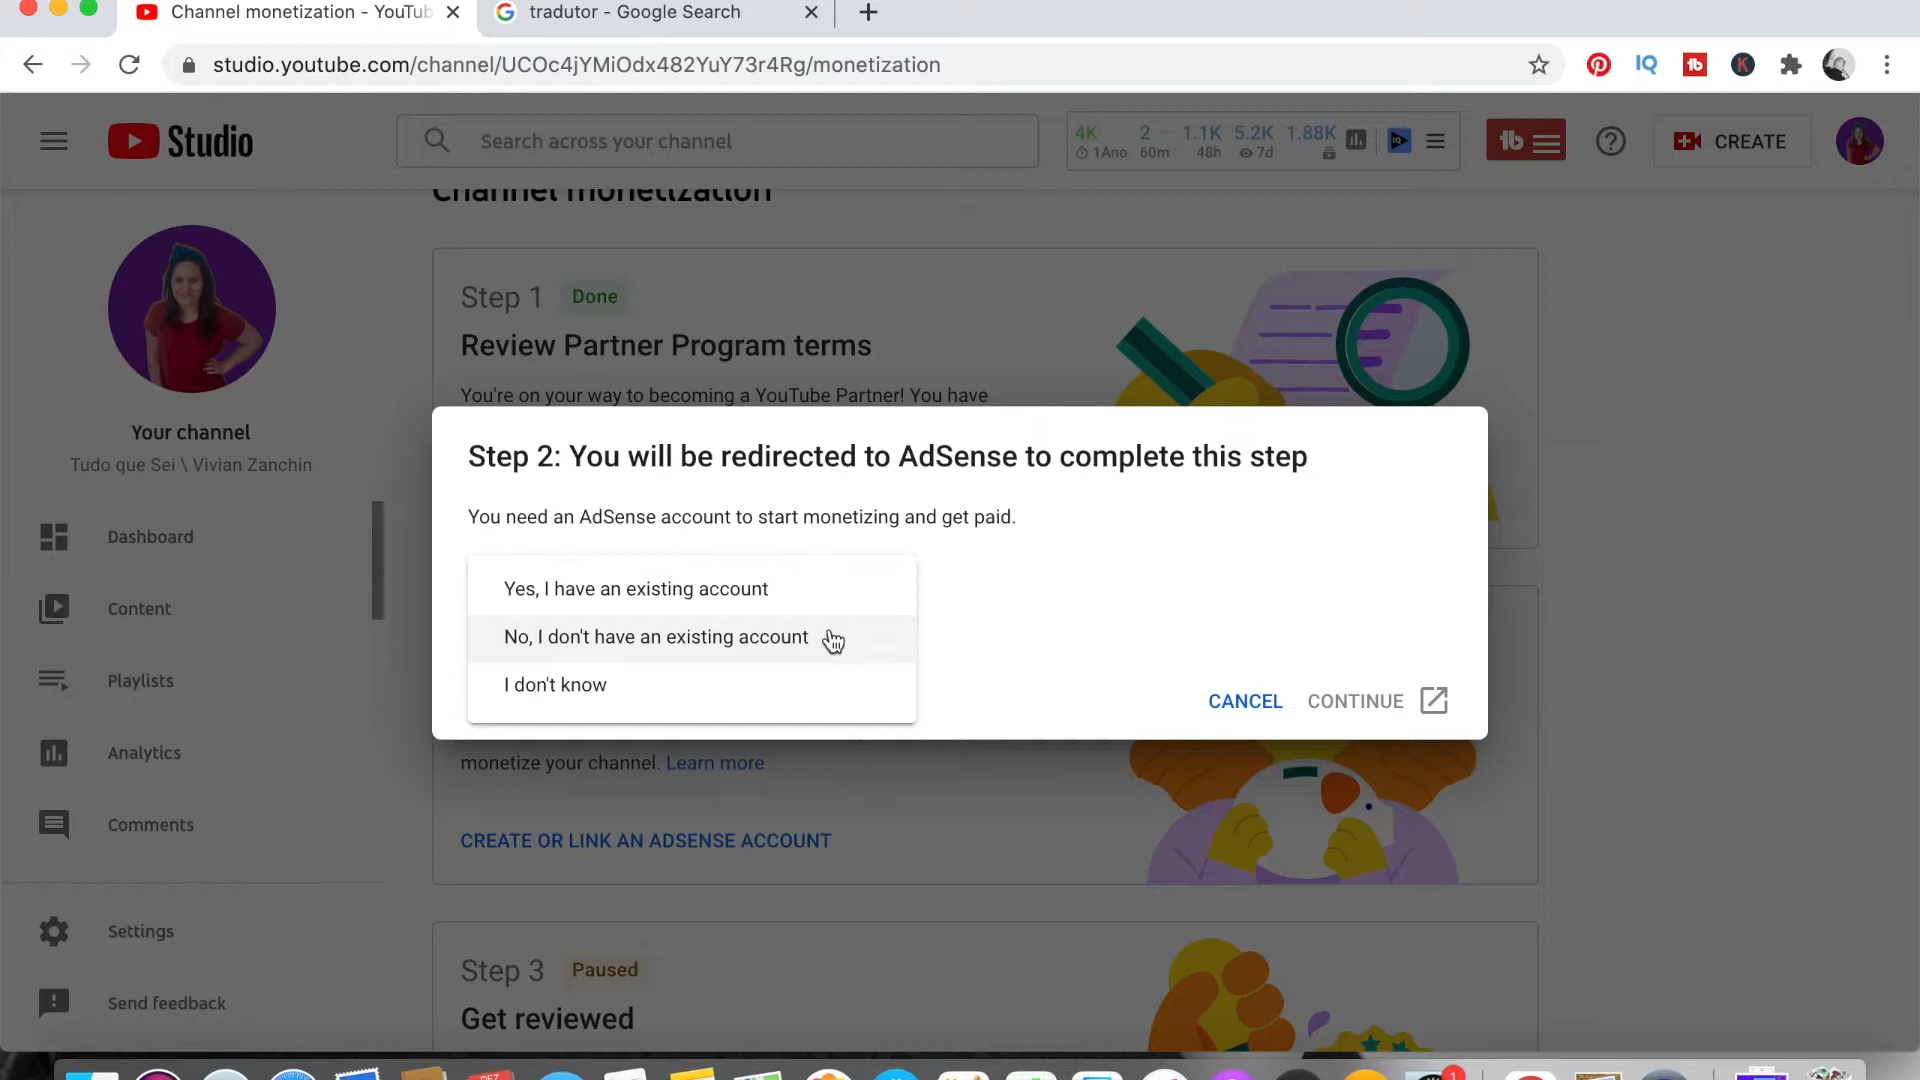 Channel monetization - YouTub
tradutor - Google Search
studio.youtube.com/channel/UCOc4jYMiOdx482YuY73r4Rg/monetization
IQ
tb
K
Studio
Search across your channel
4K 2 1.1K 5.2K 1.88K
1Ano 60m 48h 7d
tb
CREATE
Channel monetization
Step 1 Done
Review Partner Program terms
You're on your way to becoming a YouTube Partner! You have
Your channel
Tudo que Sei \ Vivian Zanchin
Dashboard
Content
Playlists
Analytics
Comments
Settings
Send feedback
Step 2: You will be redirected to AdSense to complete this step
You need an AdSense account to start monetizing and get paid.
Yes, I have an existing account
No, I don't have an existing account
I don't know
CANCEL CONTINUE
monetize your channel. Learn more
CREATE OR LINK AN ADSENSE ACCOUNT
Step 3 Paused
Get reviewed
DEZ
1